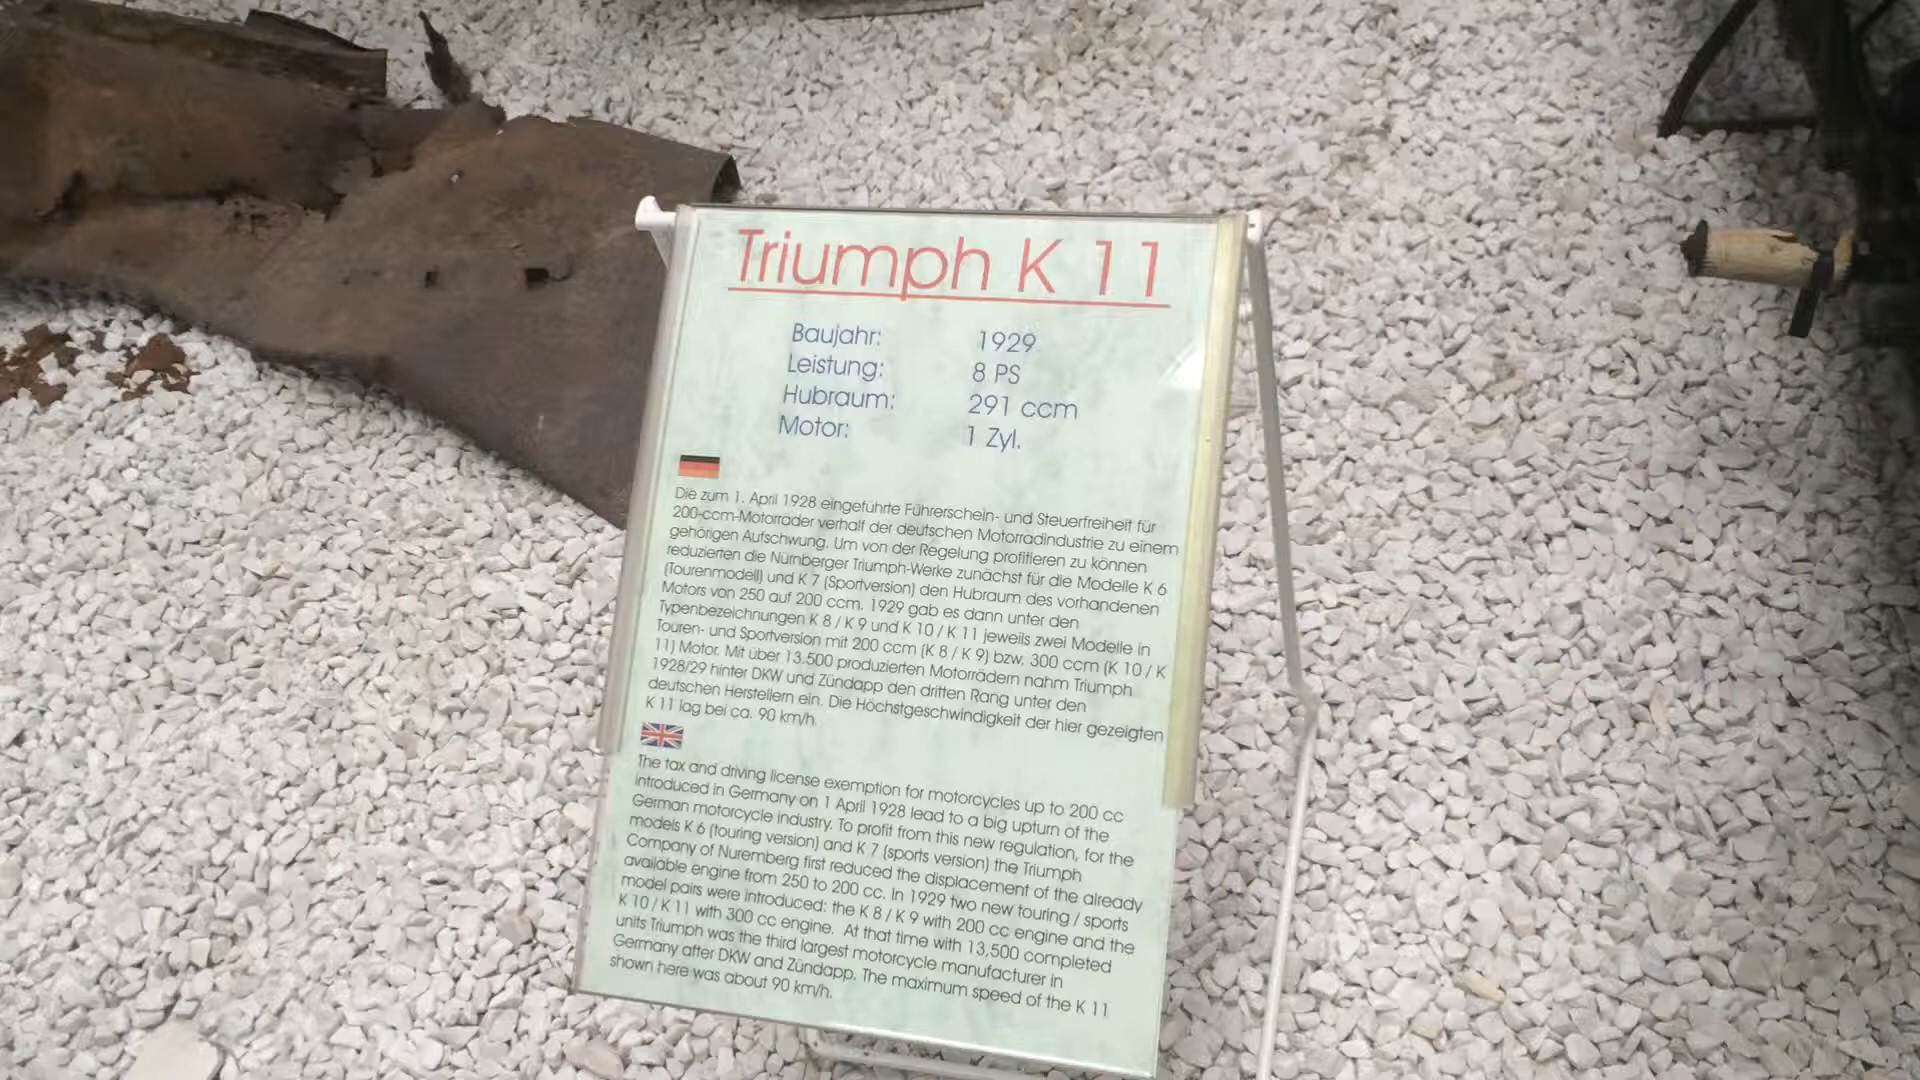 Triumph K 11
Baujahr: 1929
Leistung: 8 PS
Hubraum: 291 ccm
Motor: 1 Zyl.
Die zum 1. April 1928 eingeführte Führerschein- und Steuerfreiheit für
200-ccm-Motorräder verhalf der deutschen Motorradindustrie zu einem
gehörigen Aufschwung. Um von der Regelung profitieren zu können
reduzierten die Nürnberger Triumph-Werke zunächst für die Modelle K 6
(Tourenmodell) und K 7 (Sportversion) den Hubraum des vorhandenen
Motors von 250 auf 200 ccm. 1929 gab es dann unter den
Typenbezeichnungen K 8 / K 9 und K 10 / K 11 jeweils zwei Modelle in
Touren- und Sportversion mit 200 ccm (K 8 / K 9) bzw. 300 ccm (K 10 / K
11) Motor. Mit über 13.500 produzierten Motorrädern nahm Triumph
1928/29 hinter DKW und Zündapp den dritten Rang unter den
deutschen Herstellern ein. Die Höchstgeschwindigkeit der hier gezeigten
K 11 lag bei ca. 90 km/h.
The tax and driving license exemption for motorcycles up to 200 cc
introduced in Germany on 1 April 1928 lead to a big upturn of the
German motorcycle industry. To profit from this new regulation, for the
models K 6 (touring version) and K 7 (sports version) the Triumph
Company of Nuremberg first reduced the displacement of the already
available engine from 250 to 200 cc. In 1929 two new touring / sports
model pairs were introduced: the K 8 / K 9 with 200 cc engine and the
K 10 / K 11 with 300 cc engine. At that time with 13,500 completed
units Triumph was the third largest motorcycle manufacturer in
Germany after DKW and Zündapp. The maximum speed of the K 11
shown here was about 90 km/h.